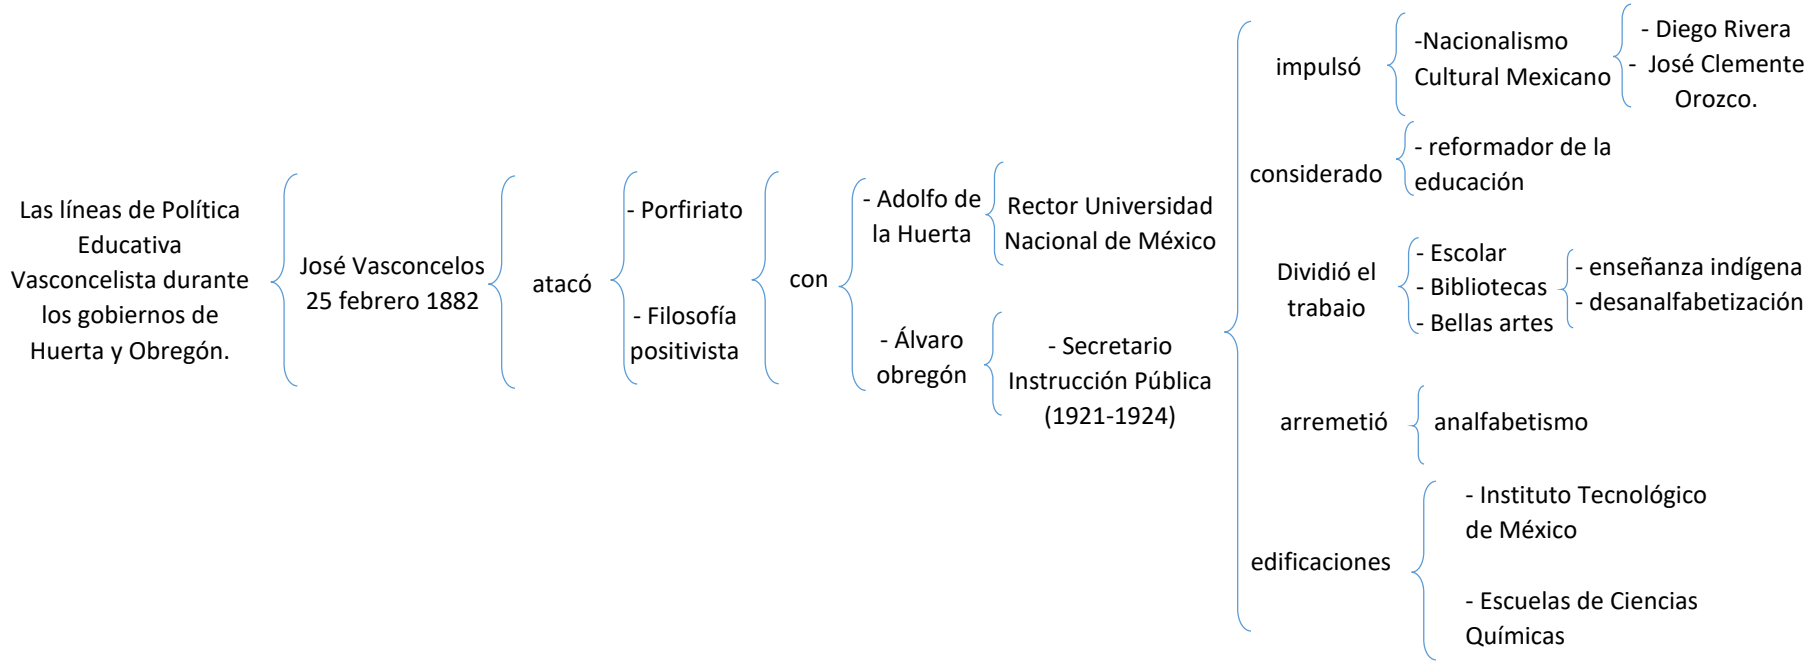 Las líneas de Política
Educativa
Vasconcelista durante
los gobiernos de
Huerta y Obregón.
José Vasconcelos
25 febrero 1882
atacó
- Porfiriato
- Filosofía
positivista
con
- Adolfo de
la Huerta
Rector Universidad
Nacional de México
- Álvaro
obregón
- Secretario
Instrucción Pública
(1921-1924)
impulsó
-Nacionalismo
Cultural Mexicano
- Diego Rivera
- José Clemente
Orozco.
considerado
- reformador de la
educación
Dividió el
trabaio
- Escolar
- Bibliotecas
- Bellas artes
- enseñanza indígena
- desanalfabetización
arremetió
analfabetismo
edificaciones
- Instituto Tecnológico
de México
- Escuelas de Ciencias
Químicas